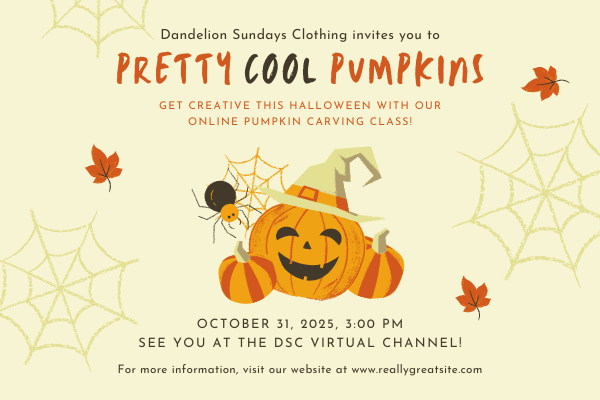 Dandelion Sundays Clothing invites you to
PRETTY COOL PUMPKINS
GET CREATIVE THIS HALLOWEEN WITH OUR
ONLINE PUMPKIN CARVING CLASS!
OCTOBER 31, 2025, 3:00 PM
SEE YOU AT THE DSC VIRTUAL CHANNEL!
For more information, visit our website at www.reallygreatsite.com